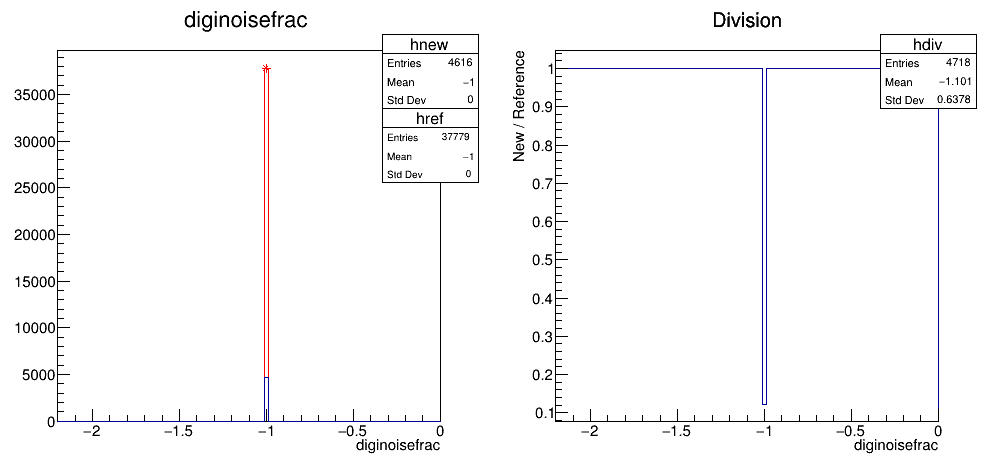 diginoisefrac
hnew
Entries 4616
Mean −1
Std Dev 0
href
Entries 37779
Mean −1
Std Dev 0
35000
30000
25000
20000
15000
10000
5000
0
−2 −1.5 −1 −0.5 0
diginoisefrac
Division
hdiv
Entries 4718
Mean −1.101
Std Dev 0.6378
New / Reference
1
0.9
0.8
0.7
0.6
0.5
0.4
0.3
0.2
0.1
−2 −1.5 −1 −0.5 0
diginoisefrac